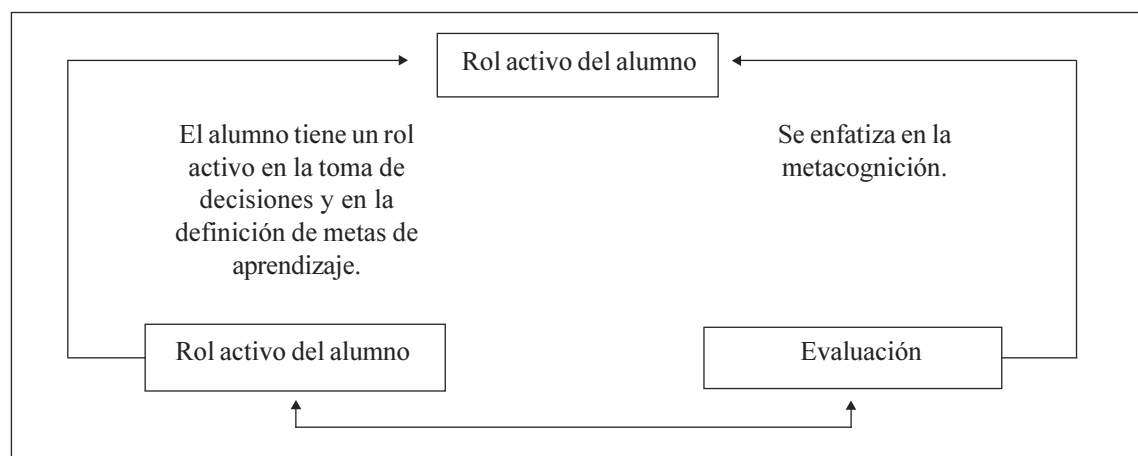 Rol activo del alumno
El alumno tiene un rol
activo en la toma de
decisiones y en la
definición de metas de
aprendizaje.
Se enfatiza en la
metacognición.
Rol activo del alumno
Evaluación